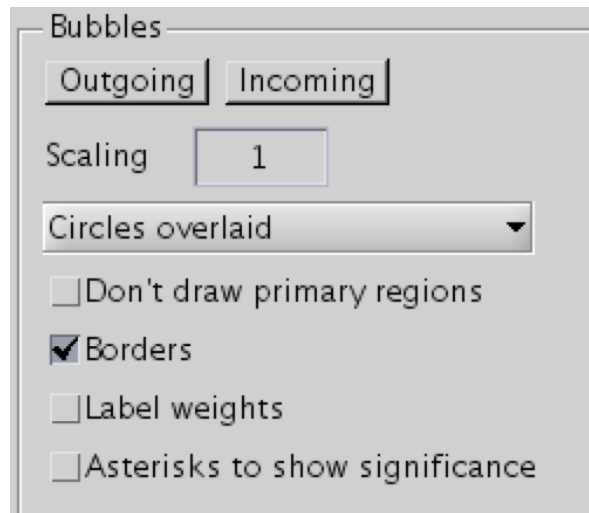 Bubbles
Outgoing Incoming
Scaling 1
Circles overlaid
Don't draw primary regions
Borders
Label weights
Asterisks to show significance